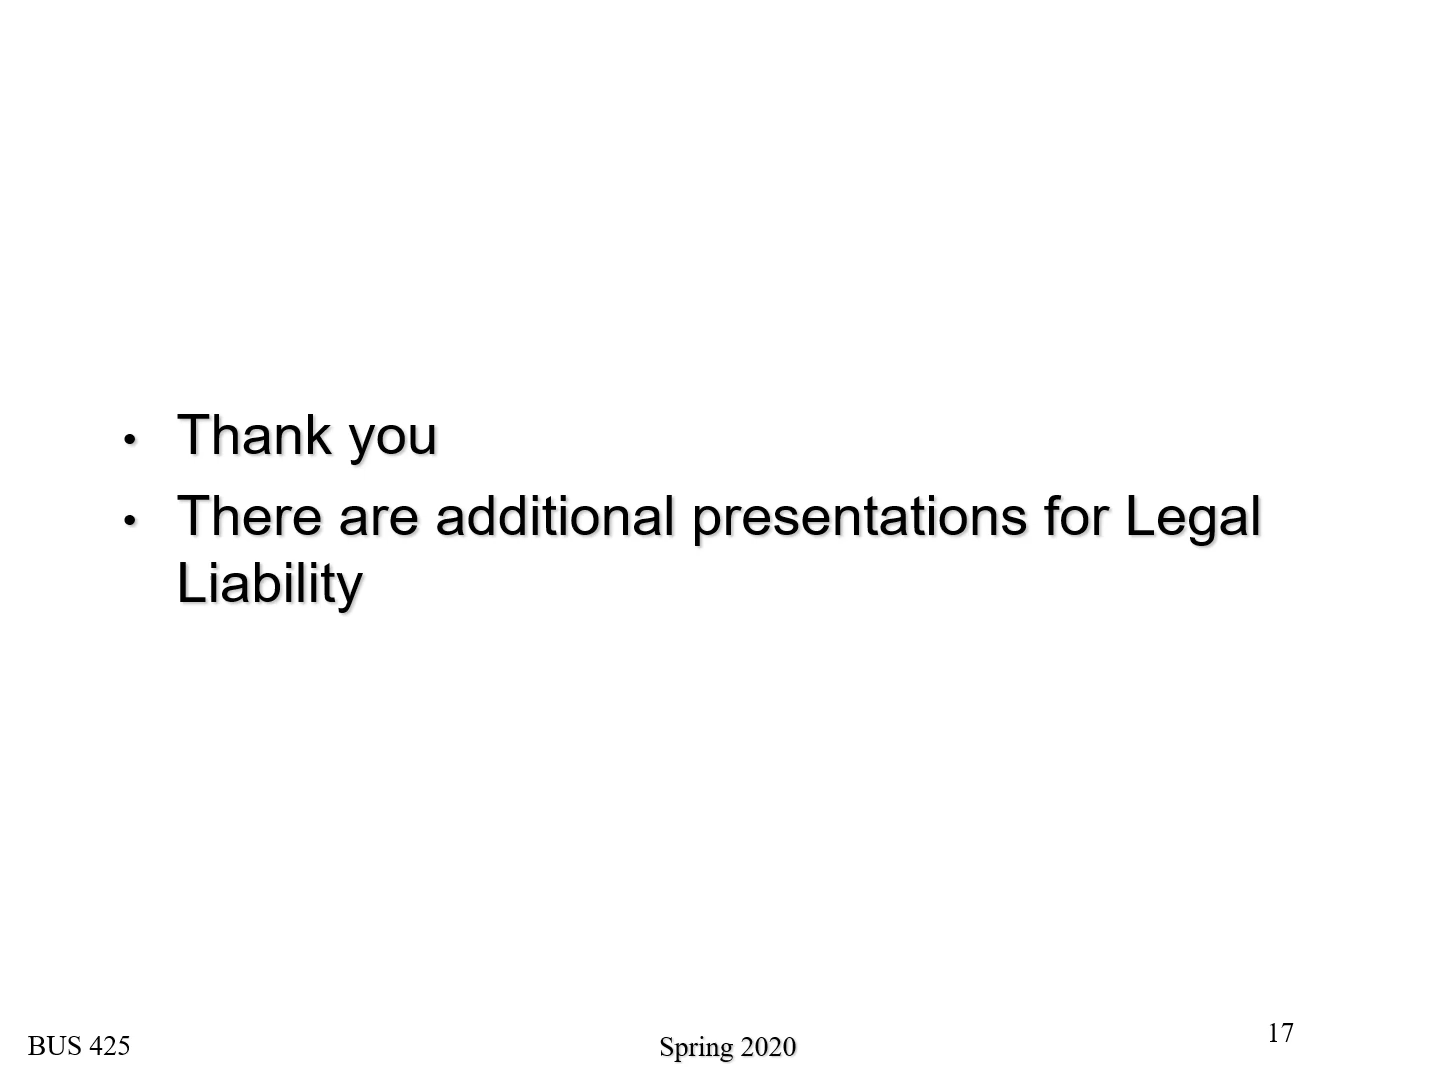 • Thank you
• There are additional presentations for Legal
Liability
BUS 425
Spring 2020
17